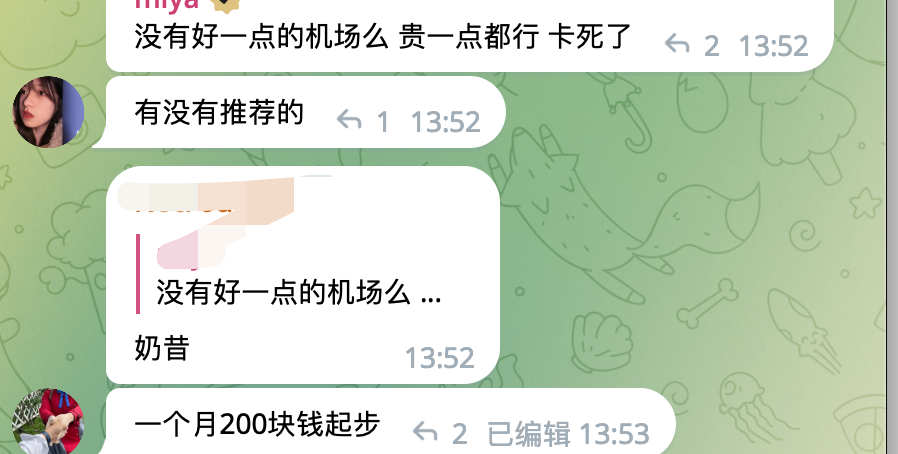 miya
没有好一点的机场么 贵一点都行 卡死了 2 13:52
有没有推荐的 1 13:52
没有好一点的机场么 ...
奶昔 13:52
一个月200块钱起步 2 已编辑 13:53